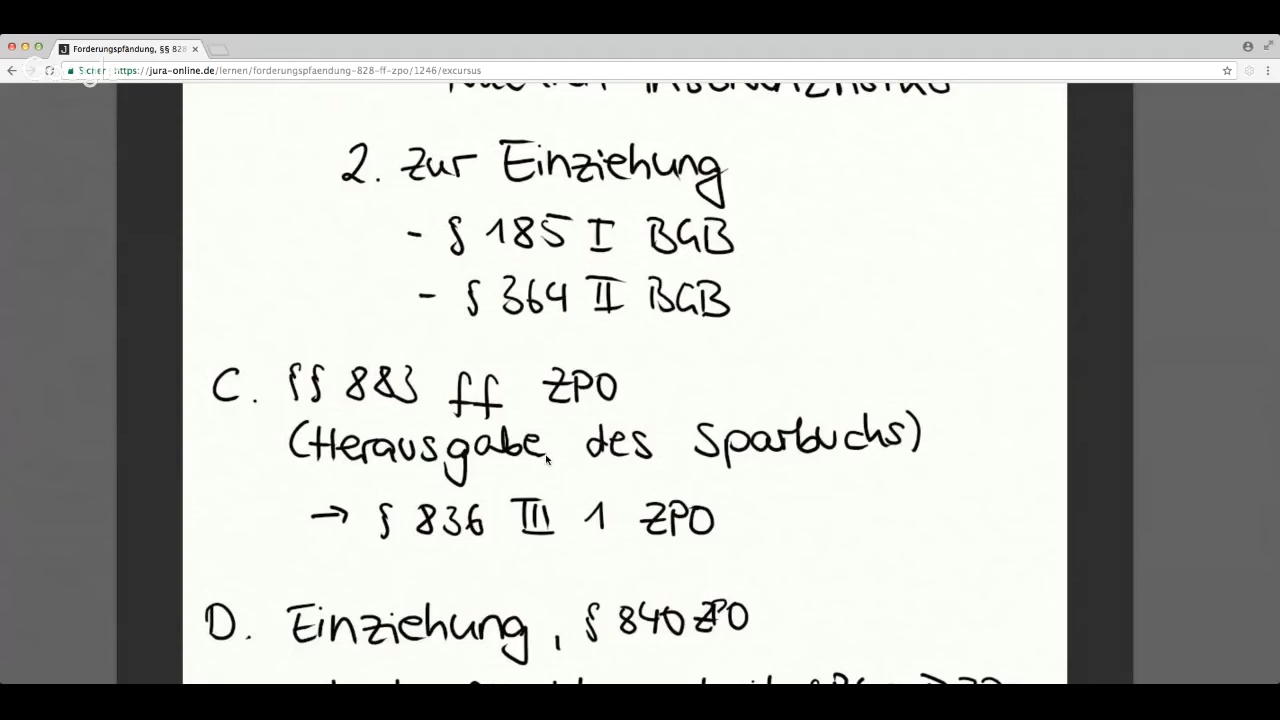 Forderungspfändung, §§ 828
Sicher https://jura-online.de/lernen/forderungspfaendung-828-ff-zpo/1246/excursus
2. Zur Einziehung
- § 185 I BGB
- § 364 II BGB
C. §§ 883 ff ZPO
(Herausgabe des Sparbuchs)
→ § 836 III 1 ZPO
D. Einziehung, § 840 ZPO